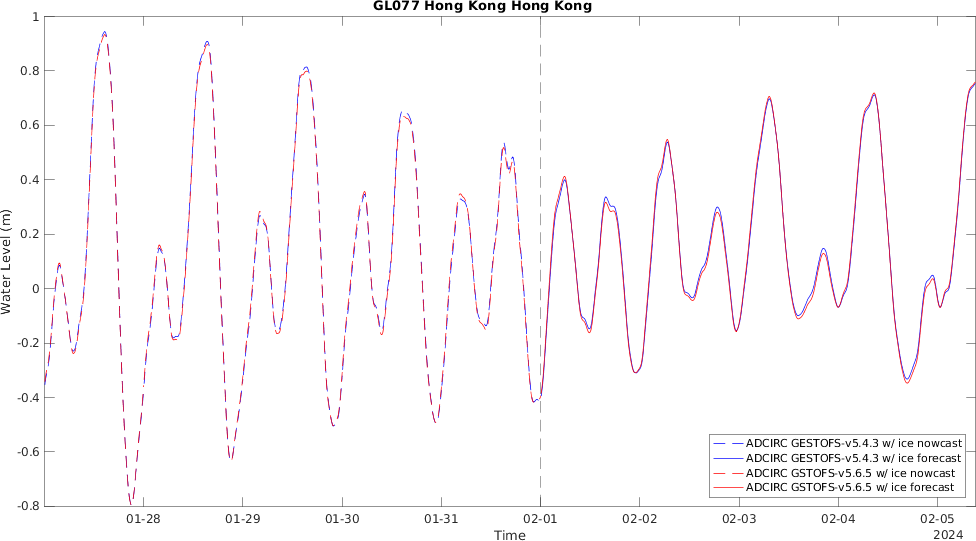 GL077 Hong Kong Hong Kong
1
0.8
0.6
0.4
0.2
0
-0.2
-0.4
-0.6
-0.8
Water Level (m)
ADCIRC GESTOFS-v5.4.3 w/ ice nowcast
ADCIRC GESTOFS-v5.4.3 w/ ice forecast
ADCIRC GSTOFS-v5.6.5 w/ ice nowcast
ADCIRC GSTOFS-v5.6.5 w/ ice forecast
01-28 01-29 01-30 01-31 02-01 02-02 02-03 02-04 02-05
Time
2024